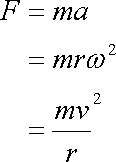 F = ma
= mrω²
= mv²/r